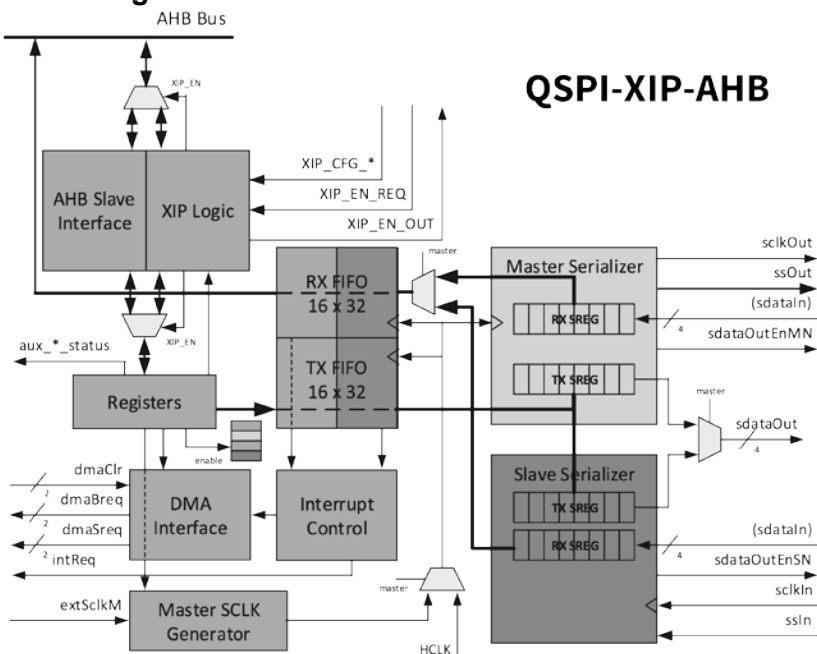 AHB Bus
QSPI-XIP-AHB
XIP_EN
XIP_CFG_*
XIP_EN_REQ
XIP_EN_OUT
AHB Slave
Interface
XIP Logic
XIP_EN
aux_*_status
Registers
enable
RX FIFO
16 x 32
TX FIFO
16 x 32
master
Master Serializer
RX SREG
TX SREG
sclkOut
ssOut
(sdataIn)
4
sdataOutEnMN
master
sdataOut
4
Slave Serializer
TX SREG
RX SREG
(sdataIn)
4
sdataOutEnSN
sclkIn
ssIn
dmaClr
2
dmaBreq
2
dmaSreq
2
intReq
DMA
Interface
Interrupt
Control
extSclkM
Master SCLK
Generator
master
HCLK